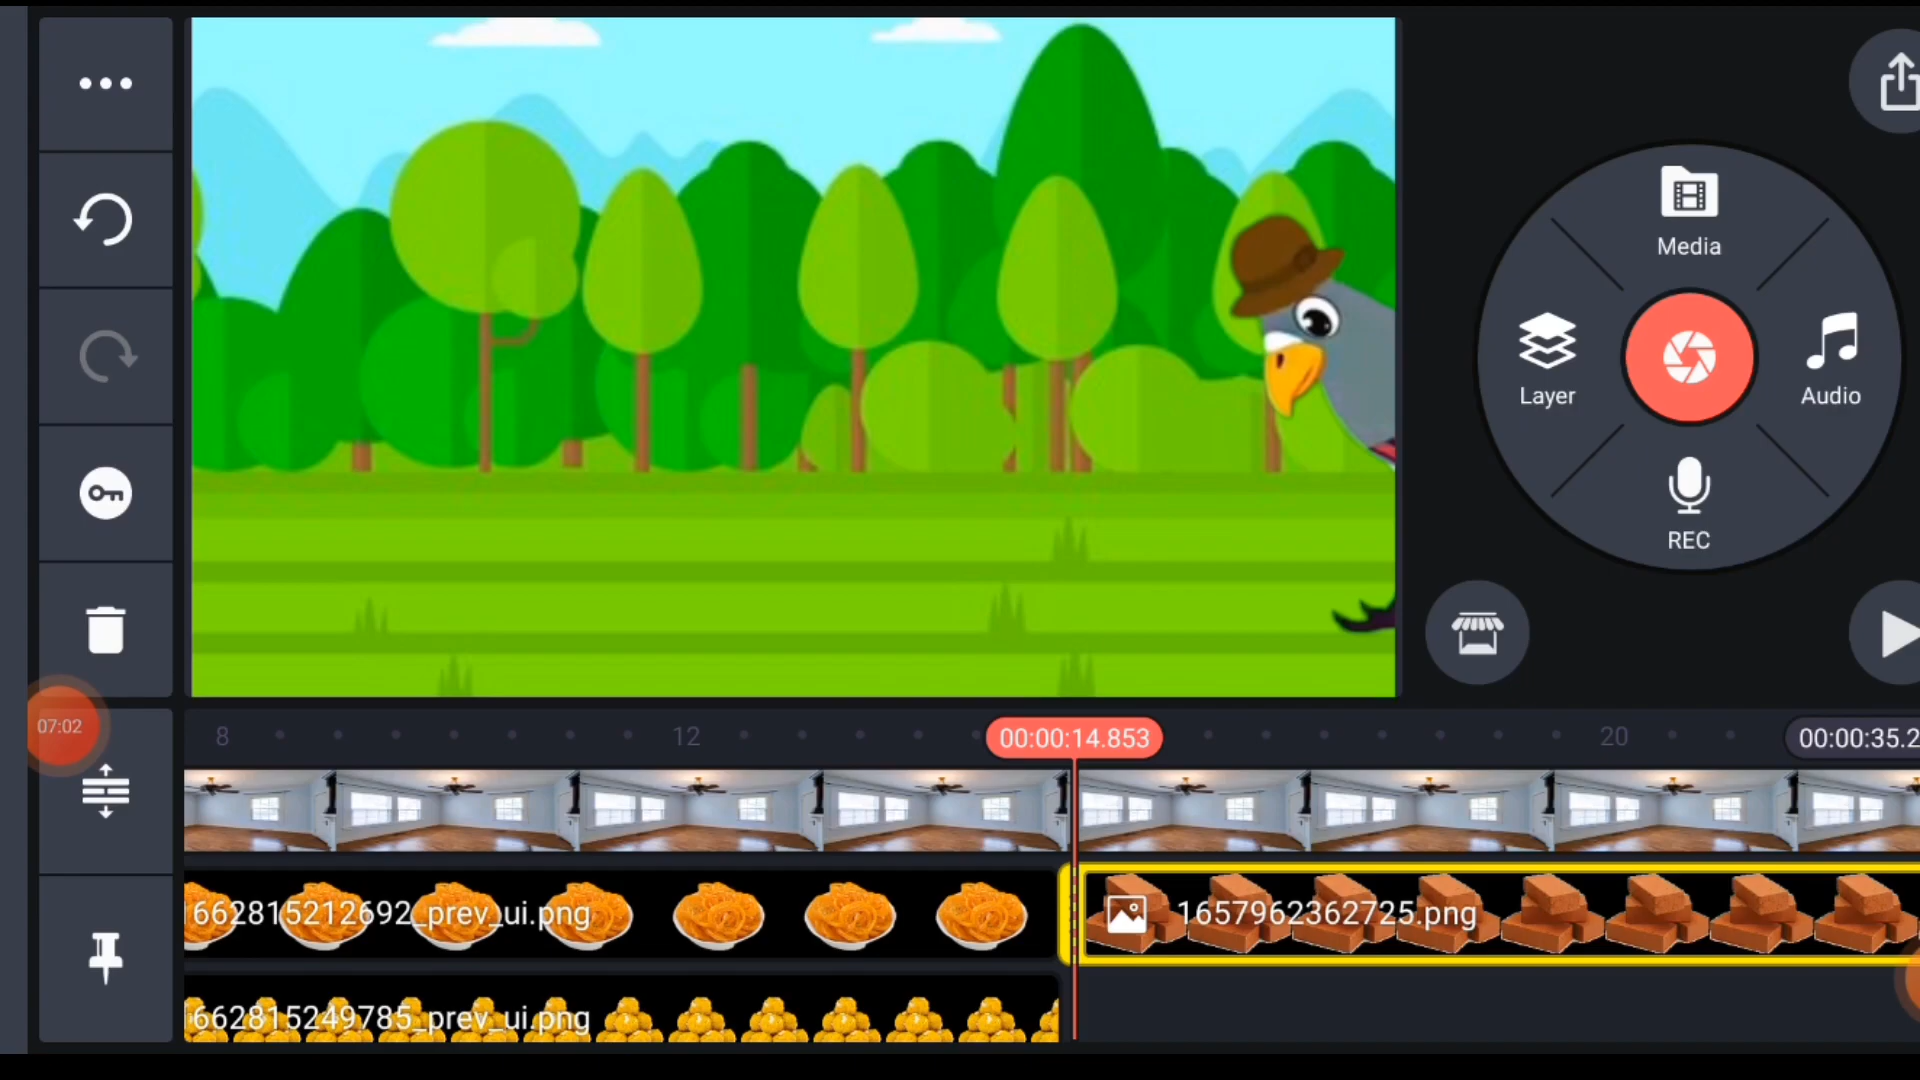 Media
Layer
Audio
REC
07:02
8
12
00:00:14.853
20
00:00:35.2
662815212692_prev_ui.png
1657962362725.png
662815249785_prev_ui.png